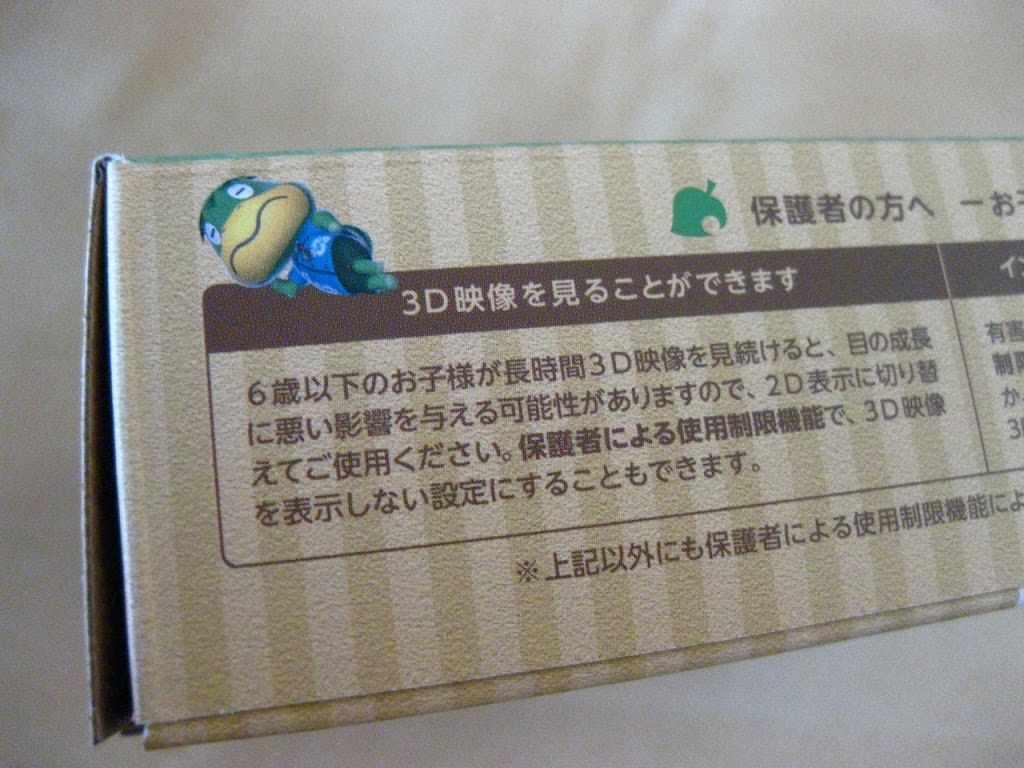 保護者の方へ ーお子
3D映像を見ることができます
6歳以下のお子様が長時間3D映像を見続けると、目の成長
に悪い影響を与える可能性がありますので、2D表示に切り替
えてご使用ください。保護者による使用制限機能で、3D映像
を表示しない設定にすることもできます。
イン
有害
制限
か
3
※上記以外にも保護者による使用制限機能によ